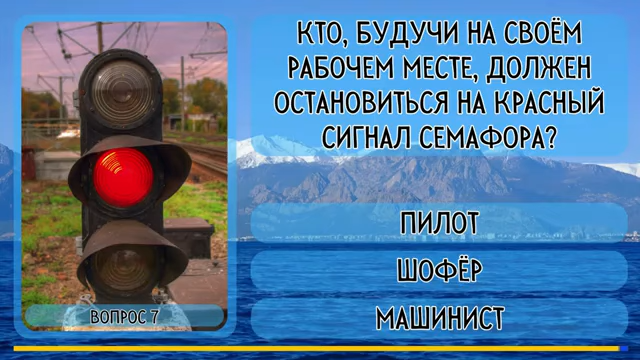 КТО, БУДУЧИ НА СВОЁМ
РАБОЧЕМ МЕСТЕ, ДОЛЖЕН
ОСТАНОВИТЬСЯ НА КРАСНЫЙ
СИГНАЛ СЕМАФОРА?
ПИЛОТ
ШОФЁР
МАШИНИСТ
ВОПРОС 7